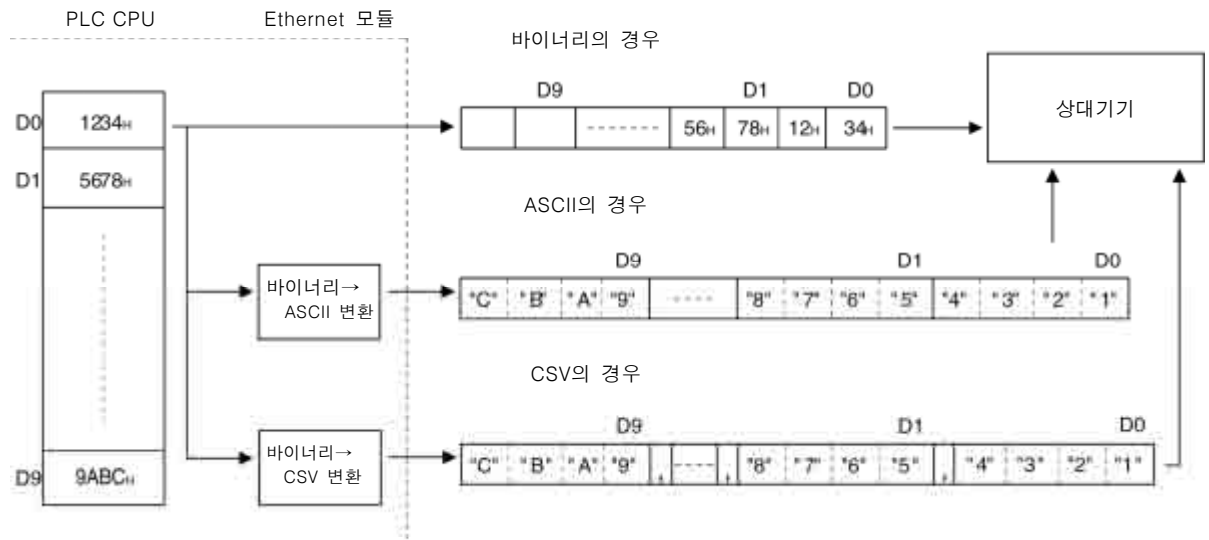 PLC CPU
Ethernet 모듈
바이너리의 경우
D9 D1 D0
D0 1234H
56H 78H 12H 34H
상대기기
D1 5678H
ASCII의 경우
D9 D1 D0
바이너리→
ASCII 변환
"C" "B" "A" "9" "8" "7" "6" "5" "4" "3" "2" "1"
CSV의 경우
D9 D1 D0
바이너리→
CSV 변환
"C" "B" "A" "9" , , "8" "7" "6" "5" , "4" "3" "2" "1"
D9 9ABCH